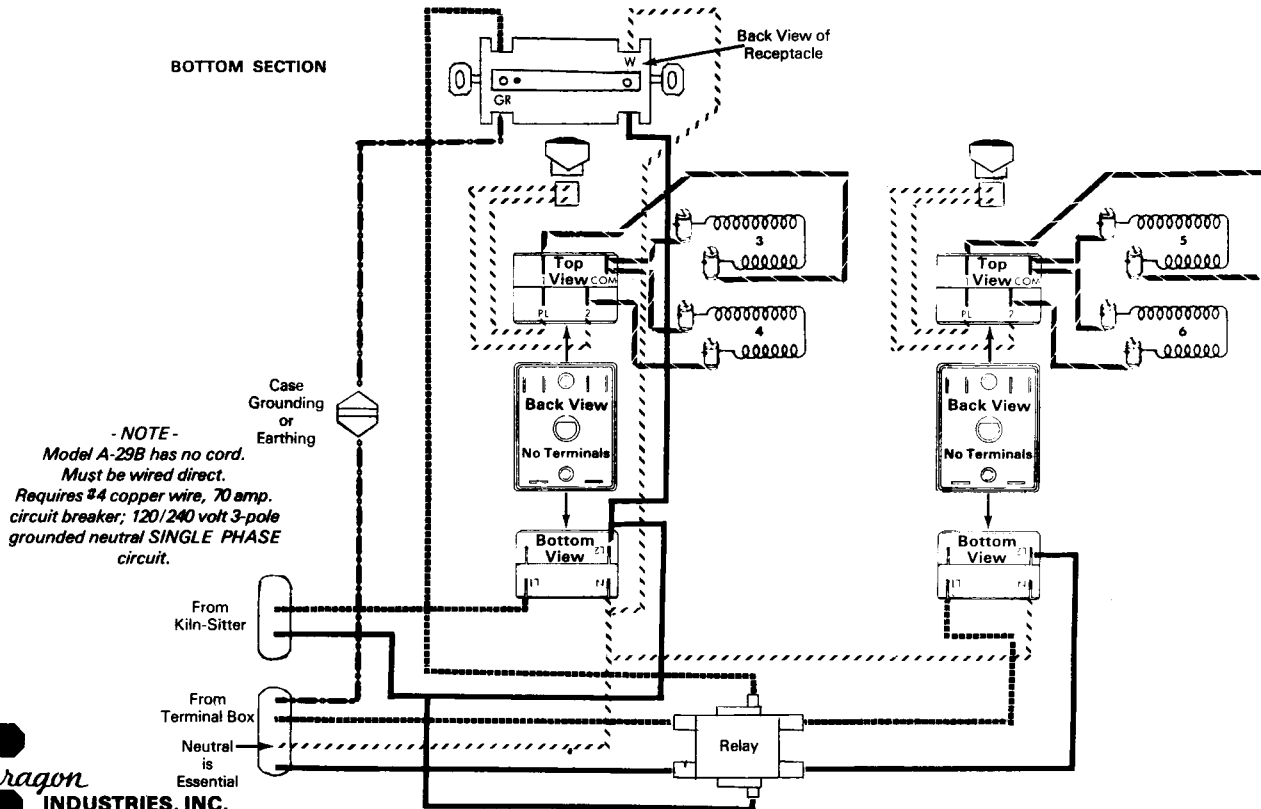 BOTTOM SECTION
Back View of
Receptacle
W
GR
3
4
5
6
Top
View COM
1
PL 2
Top
View COM
1
PL 2
Back View
No Terminals
Back View
No Terminals
Case
Grounding
or
Earthing
- NOTE -
Model A-29B has no cord.
Must be wired direct.
Requires #4 copper wire, 70 amp.
circuit breaker; 120/240 volt 3-pole
grounded neutral SINGLE PHASE
circuit.
Bottom
View L2
L1 N
Bottom
View L2
L1 N
From
Kiln-Sitter
From
Terminal Box
Neutral
is
Essential
Relay
ragon
INDUSTRIES, INC.